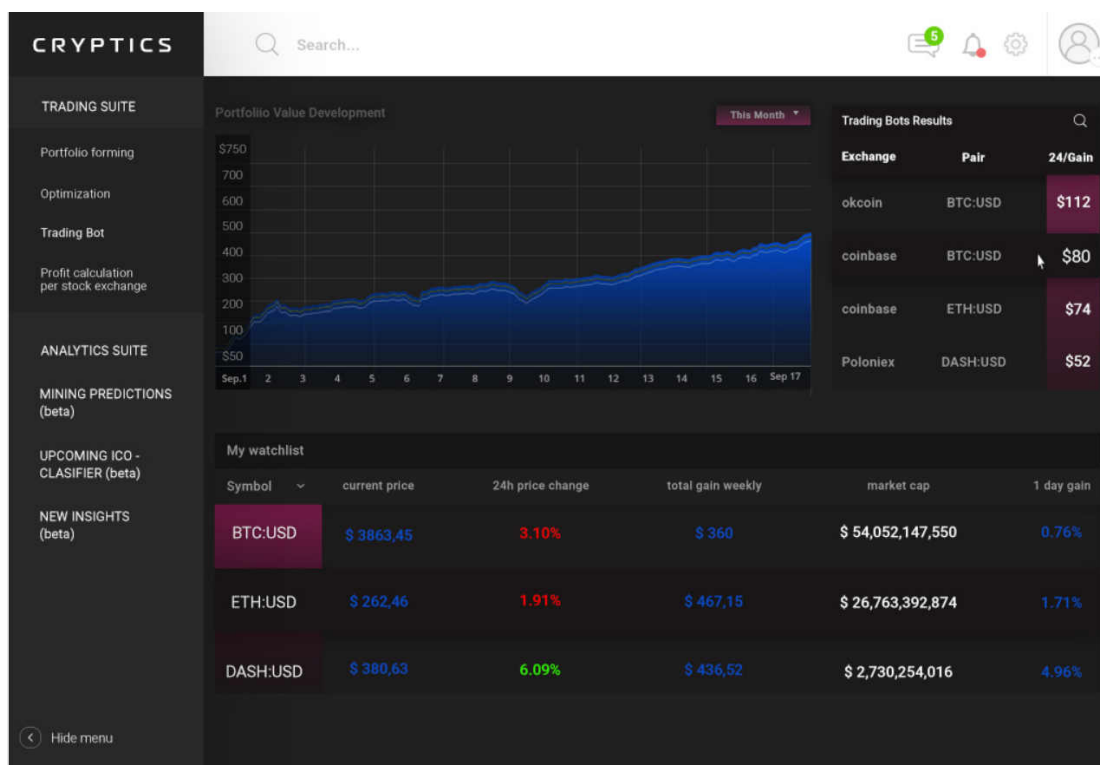 CRYPTICS
Search...
5
TRADING SUITE
Portfolio forming
Optimization
Trading Bot
Profit calculation
per stock exchange
ANALYTICS SUITE
MINING PREDICTIONS
(beta)
UPCOMING ICO -
CLASIFIER (beta)
NEW INSIGHTS
(beta)
Hide menu
Portfoliio Value Development
This Month
$750
700
600
500
400
300
200
100
$50
Sep.1 2 3 4 5 6 7 8 9 10 11 12 13 14 15 16 Sep 17
Trading Bots Results
Exchange Pair 24/Gain
okcoin BTC:USD $112
coinbase BTC:USD $80
coinbase ETH:USD $74
Poloniex DASH:USD $52
My watchlist
Symbol current price 24h price change total gain weekly market cap 1 day gain
BTC:USD $ 3863,45 3.10% $ 360 $ 54,052,147,550 0.76%
ETH:USD $ 262,46 1.91% $ 467,15 $ 26,763,392,874 1.71%
DASH:USD $ 380,63 6.09% $ 436,52 $ 2,730,254,016 4.96%